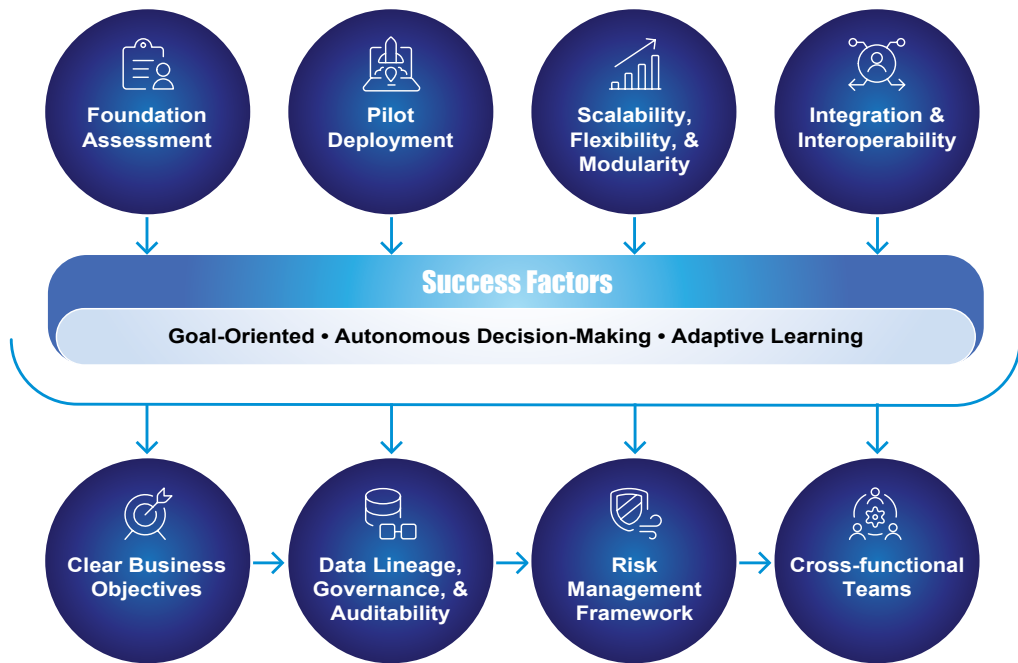 Foundation
Assessment
Pilot
Deployment
Scalability,
Flexibility, &
Modularity
Integration &
Interoperability
Success Factors
Goal-Oriented • Autonomous Decision-Making • Adaptive Learning
Clear Business
Objectives
Data Lineage,
Governance, &
Auditability
Risk
Management
Framework
Cross-functional
Teams